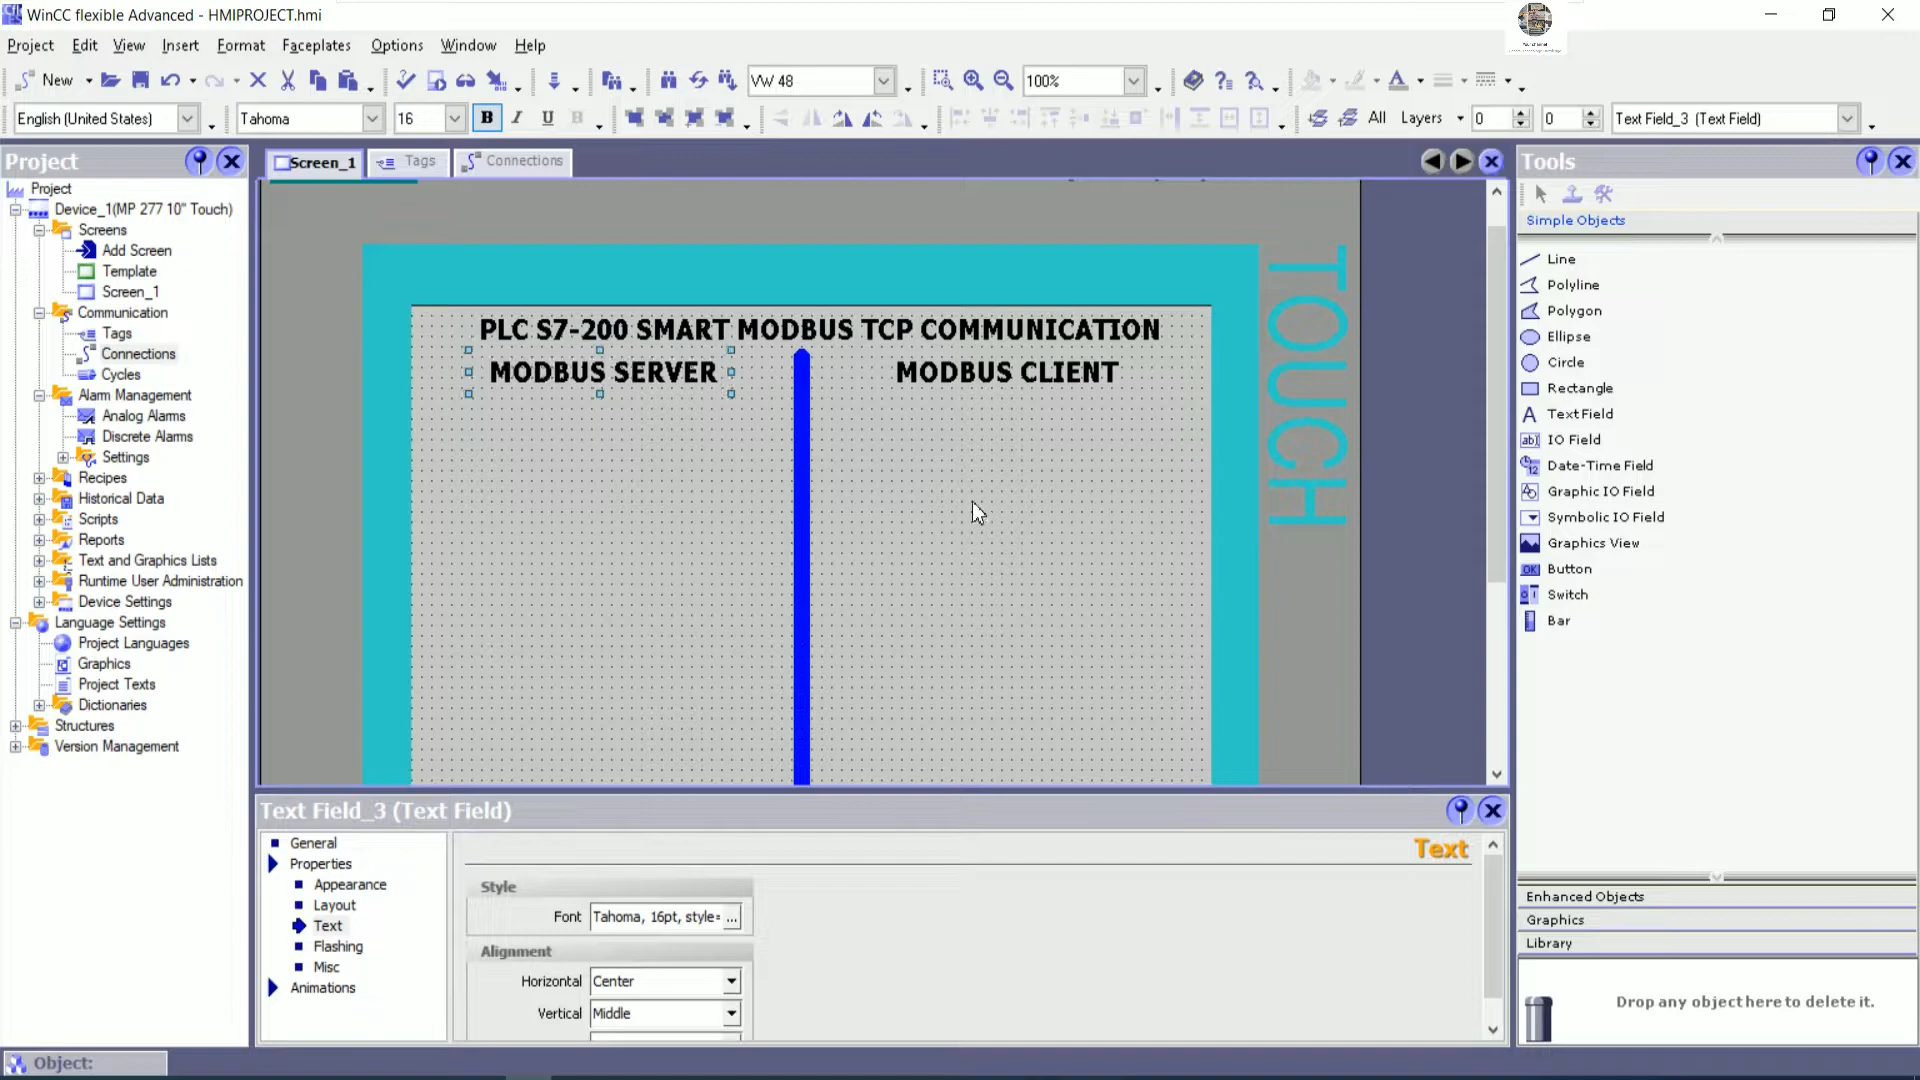 WinCC flexible Advanced - HMIPROJECT.hmi
Project Edit View Insert Format Faceplates Options Window Help
New VW 48 100%
English (United States) Tahoma 16 B I U B All Layers 0 0 Text Field_3 (Text Field)
Project
Project
Device_1(MP 277 10" Touch)
Screens
Add Screen
Template
Screen_1
Communication
Tags
Connections
Cycles
Alarm Management
Analog Alarms
Discrete Alarms
Settings
Recipes
Historical Data
Scripts
Reports
Text and Graphics Lists
Runtime User Administration
Device Settings
Language Settings
Project Languages
Graphics
Project Texts
Dictionaries
Structures
Version Management
Screen_1 Tags Connections
PLC S7-200 SMART MODBUS TCP COMMUNICATION
MODBUS SERVER MODBUS CLIENT
TOUCH
Text Field_3 (Text Field)
General
Properties
Appearance
Layout
Text
Flashing
Misc
Animations
Text
Style
Font Tahoma, 16pt, style= ...
Alignment
Horizontal Center
Vertical Middle
Tools
Simple Objects
Line
Polyline
Polygon
Ellipse
Circle
Rectangle
Text Field
IO Field
Date-Time Field
Graphic IO Field
Symbolic IO Field
Graphics View
Button
Switch
Bar
Enhanced Objects
Graphics
Library
Drop any object here to delete it.
Object: